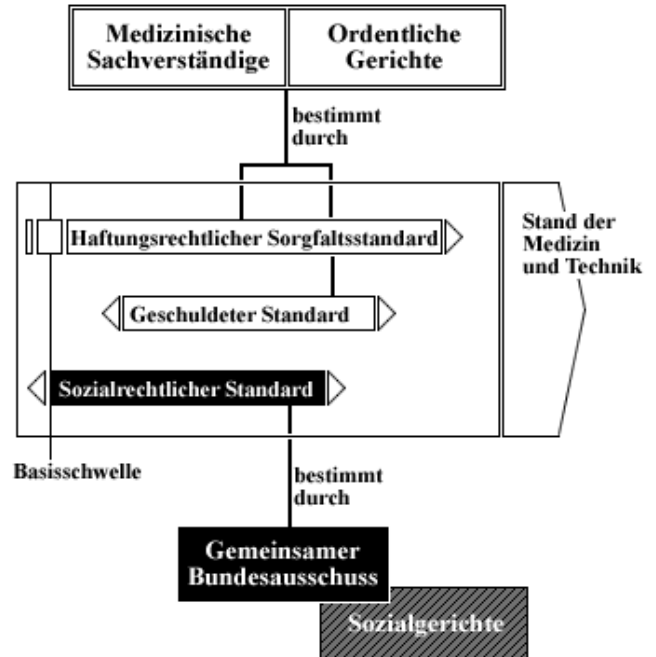 Medizinische
Sachverständige
Ordentliche
Gerichte
bestimmt
durch
Haftungsrechtlicher Sorgfaltsstandard
Stand der
Medizin
und Technik
Geschuldeter Standard
Sozialrechtlicher Standard
Basisschwelle
bestimmt
durch
Gemeinsamer
Bundesausschuss
Sozialgerichte